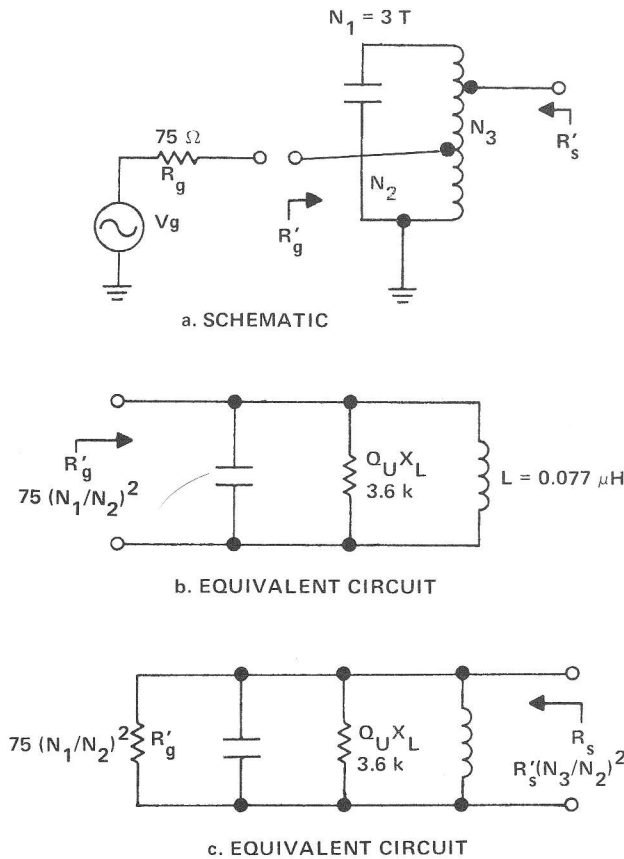 N1 = 3 T
75 Ω
Rg
Vg
R'g
N2
N3
R's
a. SCHEMATIC
R'g
75 (N1/N2)2
QUXL
3.6 k
L = 0.077 μH
b. EQUIVALENT CIRCUIT
75 (N1/N2)2
R'g
QUXL
3.6 k
Rs
R's(N3/N2)2
c. EQUIVALENT CIRCUIT